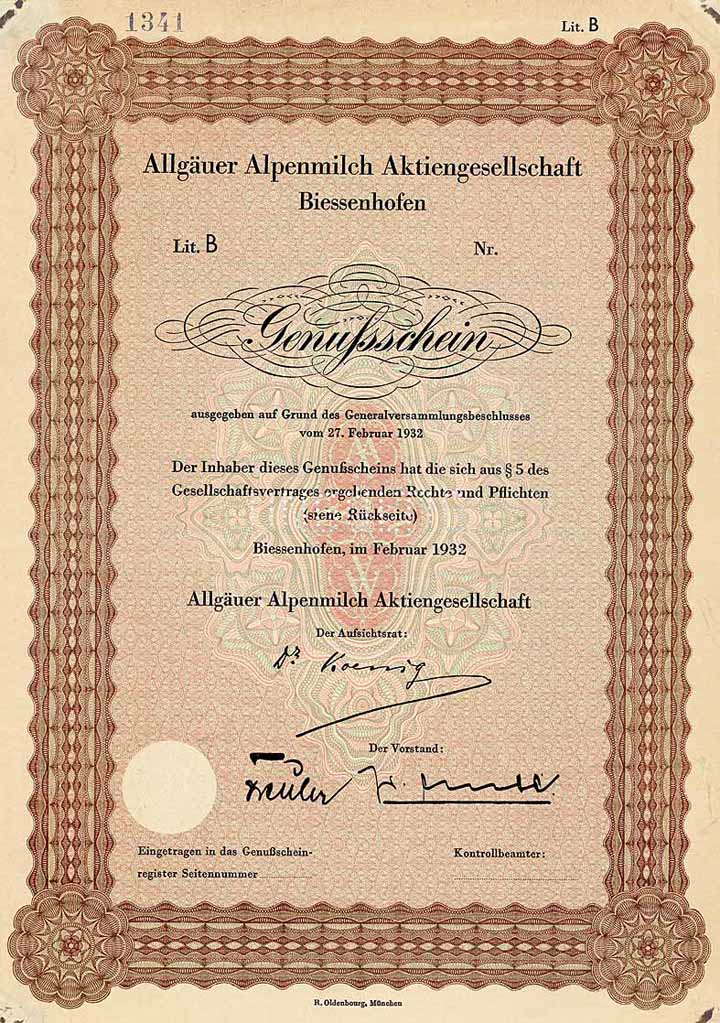 1341 Lit. B
Allgäuer Alpenmilch Aktiengesellschaft
Biessenhofen
Lit. B Nr.
Genußschein
ausgegeben auf Grund des Generalversammlungsbeschlusses
vom 27. Februar 1932
Der Inhaber dieses Genußscheins hat die sich aus § 5 des
Gesellschaftsvertrages ergebenden Rechte und Pflichten
(siehe Rückseite)
Biessenhofen, im Februar 1932
Allgäuer Alpenmilch Aktiengesellschaft
Der Aufsichtsrat:
Dr. Koenig
Der Vorstand:
Eingetragen in das Genußschein-
register Seitennummer
Kontrollbeamter:
R. Oldenbourg, München